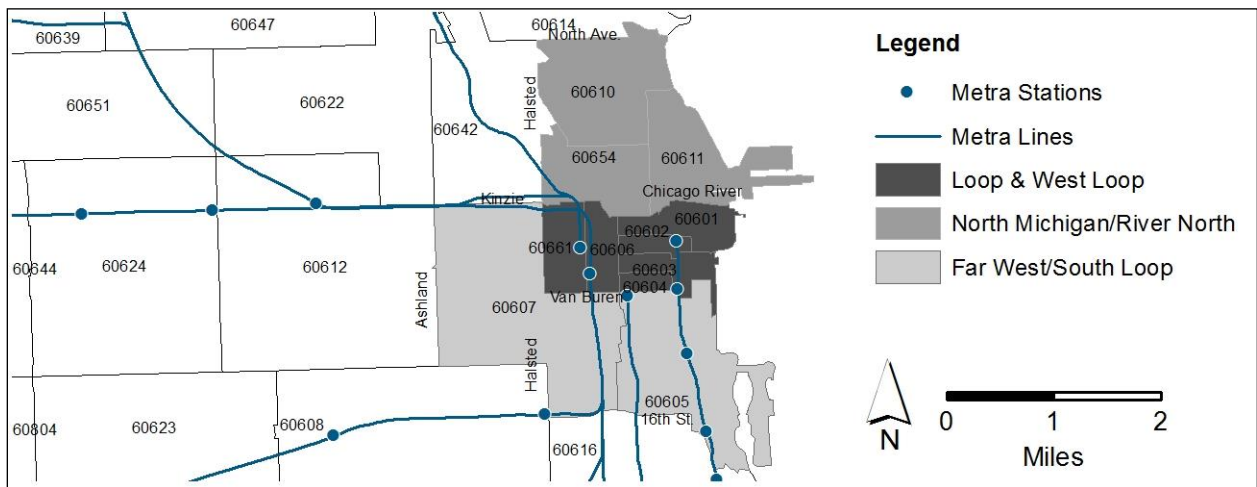 60614
60647
North Ave.
60639
60610
Halsted
60651
60622
60642
60654
60611
Chicago River
Kinzie
60601
60602
60661
60606
60644
60624
60612
60603
60604
Van Buren
60607
Ashland
Halsted
60605
16th St
60804
60623
60608
60616
Legend
Metra Stations
Metra Lines
Loop & West Loop
North Michigan/River North
Far West/South Loop
N
0 1 2
Miles